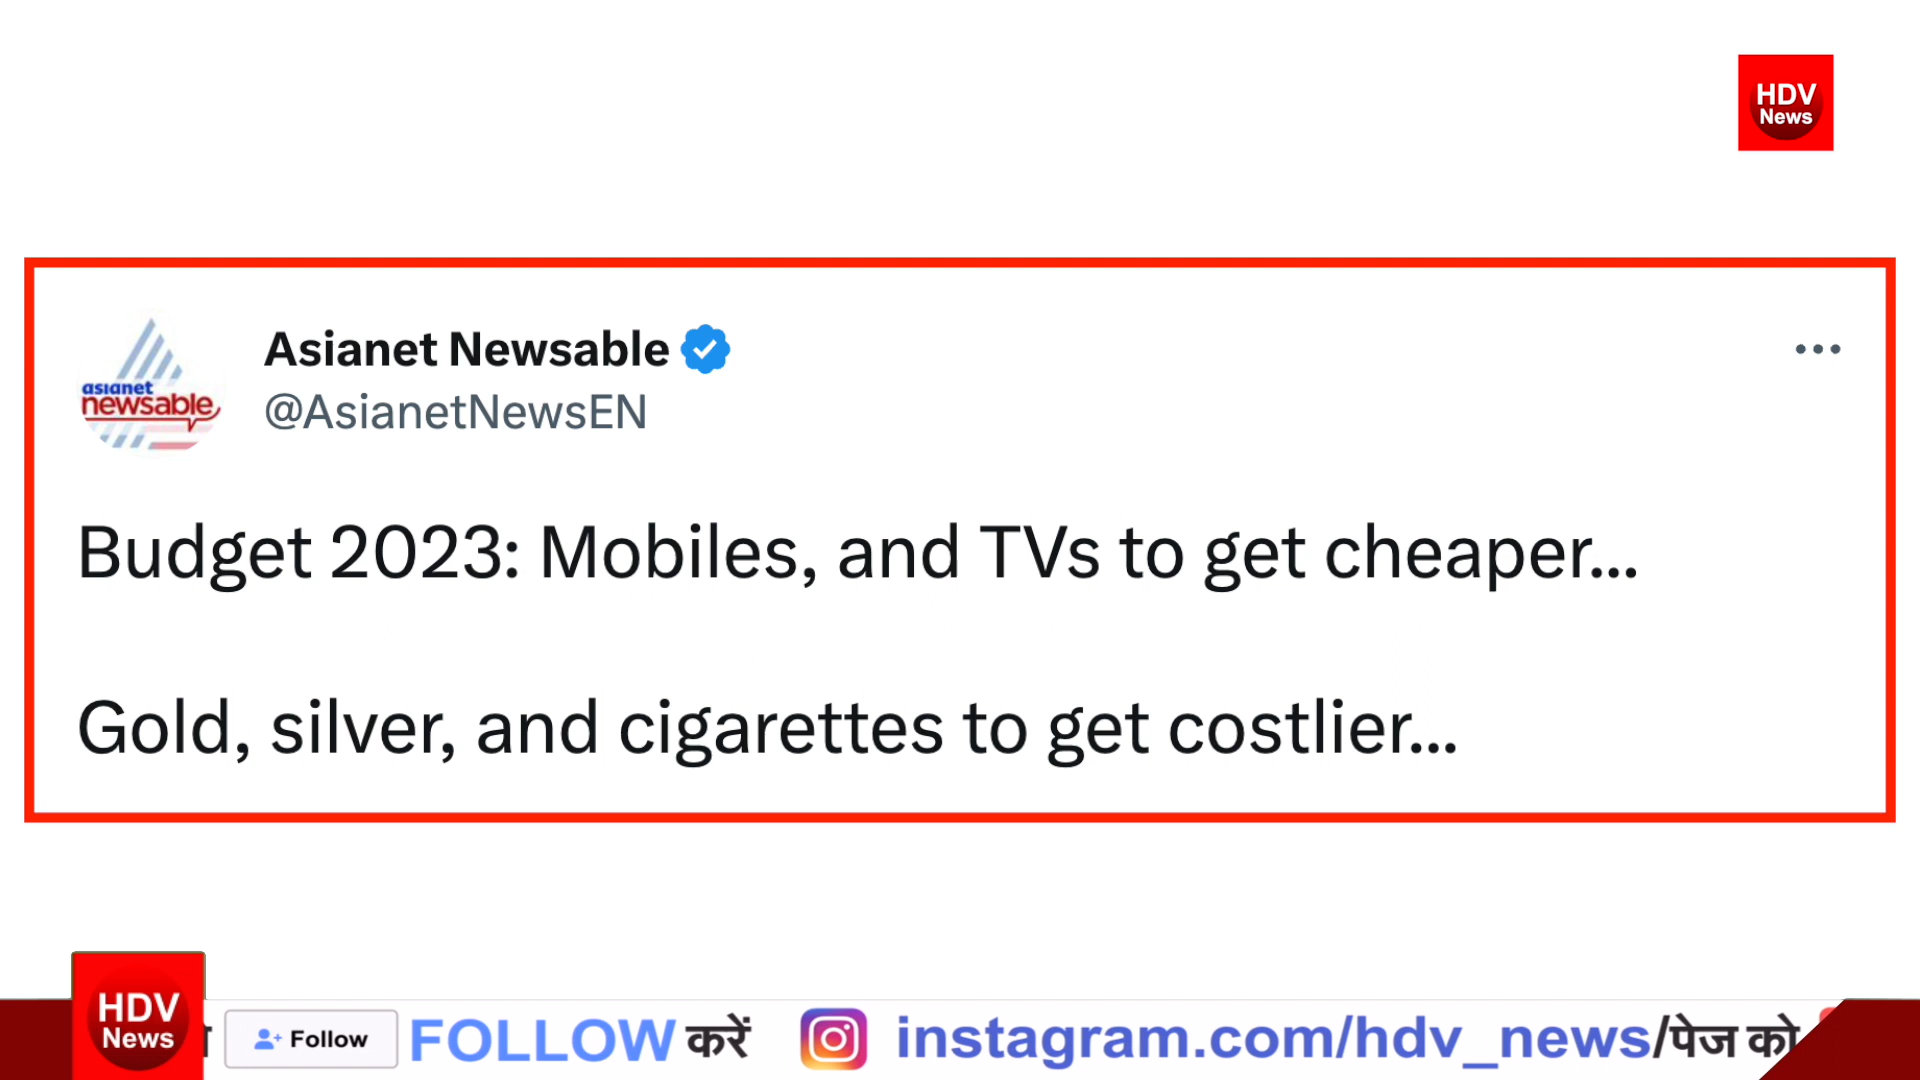 HDV
News
asianet
newsable
Asianet Newsable
@AsianetNewsEN
Budget 2023: Mobiles, and TVs to get cheaper...
Gold, silver, and cigarettes to get costlier...
HDV
News
Follow FOLLOW करें instagram.com/hdv_news/पेज को